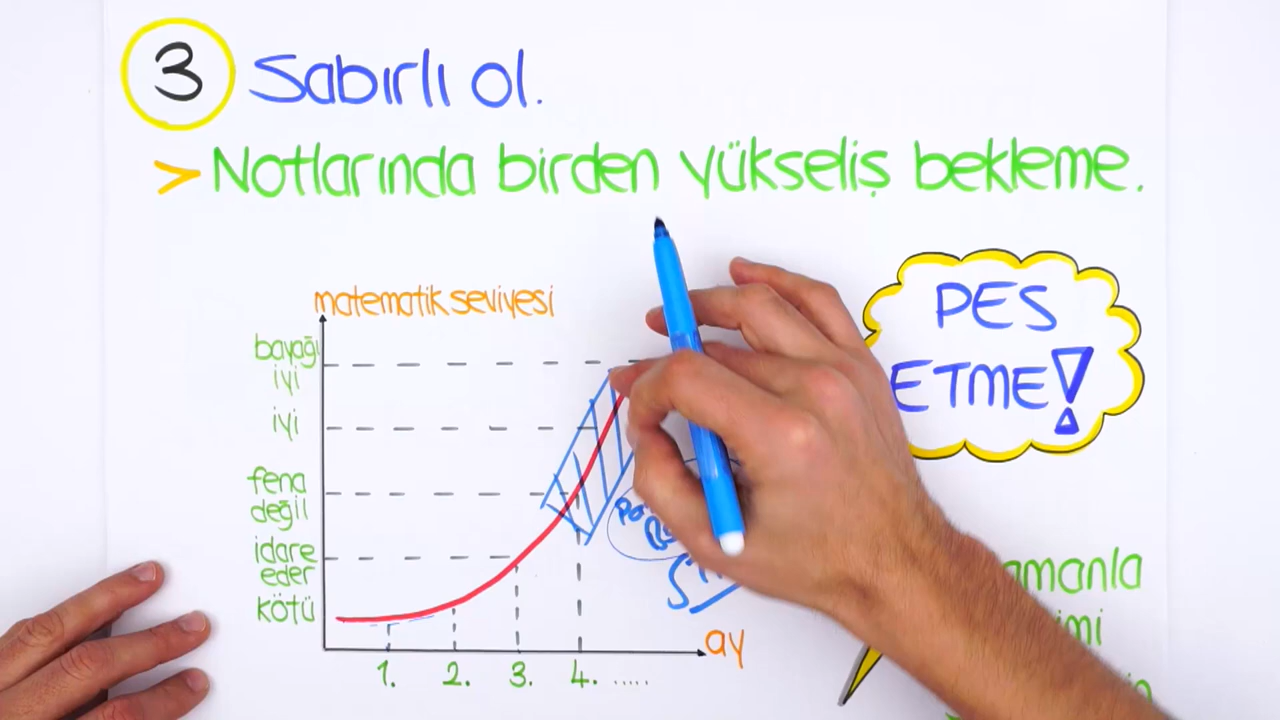 3 Sabırlı ol.
> Notlarında birden yükseliş bekleme.
matematik seviyesi
bayağı
iyi
iyi
fena
değil
idare
eder
kötü
1. 2. 3. 4. .....
ay
PES
ETME!